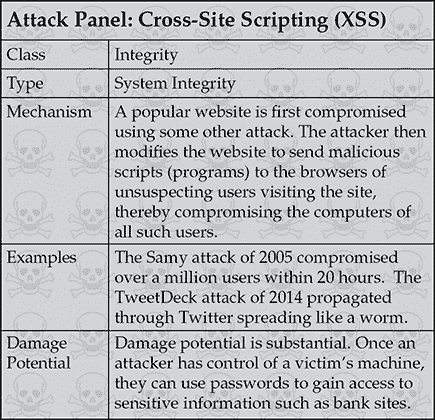 Attack Panel: Cross-Site Scripting (XSS)
Class Integrity
Type System Integrity
Mechanism A popular website is first compromised
using some other attack. The attacker then
modifies the website to send malicious
scripts (programs) to the browsers of
unsuspecting users visiting the site,
thereby compromising the computers of
all such users.
Examples The Samy attack of 2005 compromised
over a million users within 20 hours. The
TweetDeck attack of 2014 propagated
through Twitter spreading like a worm.
Damage Damage potential is substantial. Once an
Potential attacker has control of a victim's machine,
they can use passwords to gain access to
sensitive information such as bank sites.